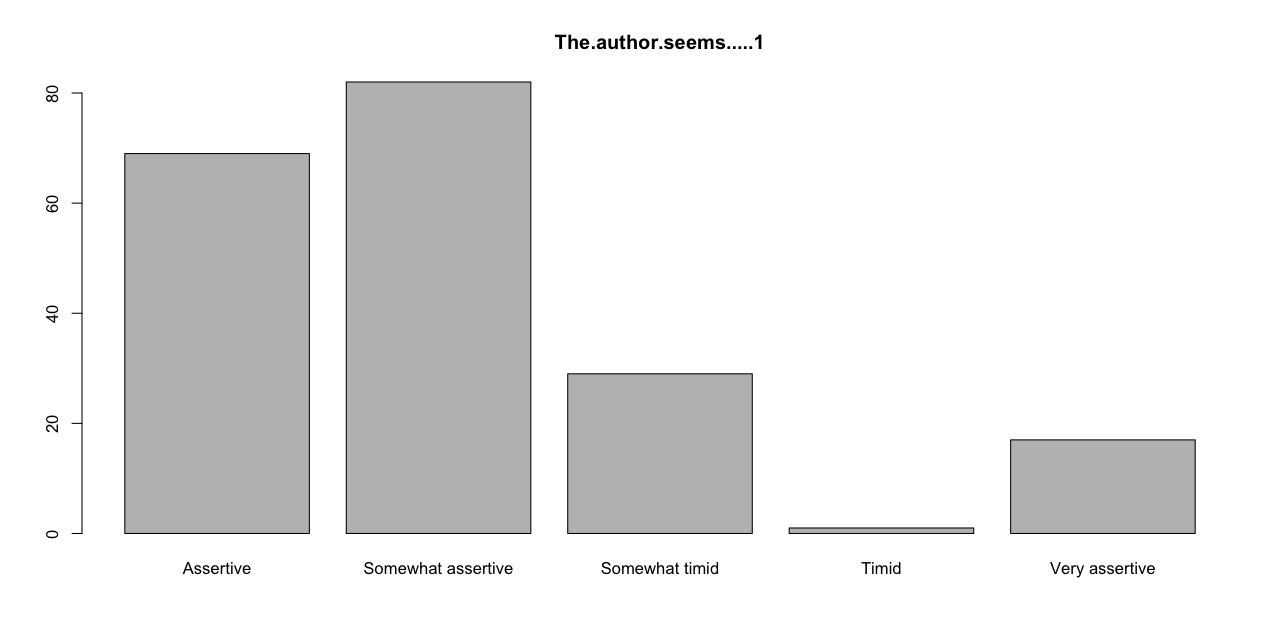 The.author.seems.....1
80
60
40
20
0
Assertive
Somewhat assertive
Somewhat timid
Timid
Very assertive